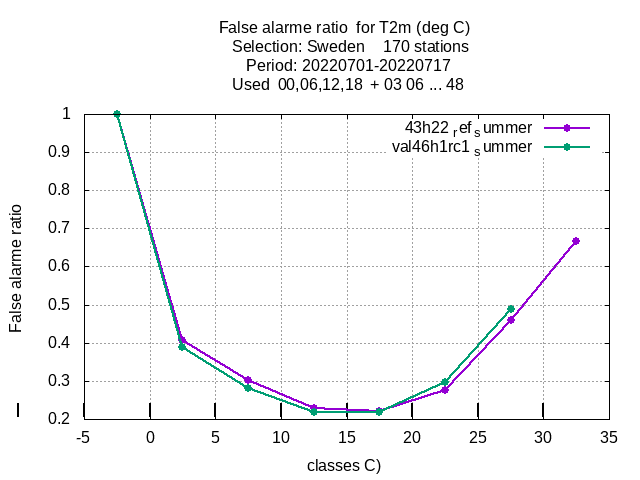 False alarme ratio for T2m (deg C)
Selection: Sweden 170 stations
Period: 20220701-20220717
Used 00,06,12,18 + 03 06 ... 48
43h22ref summer
val46h1rc1 summer
1
0.9
0.8
0.7
0.6
0.5
0.4
0.3
0.2
False alarme ratio
-5 0 5 10 15 20 25 30 35
classes C)